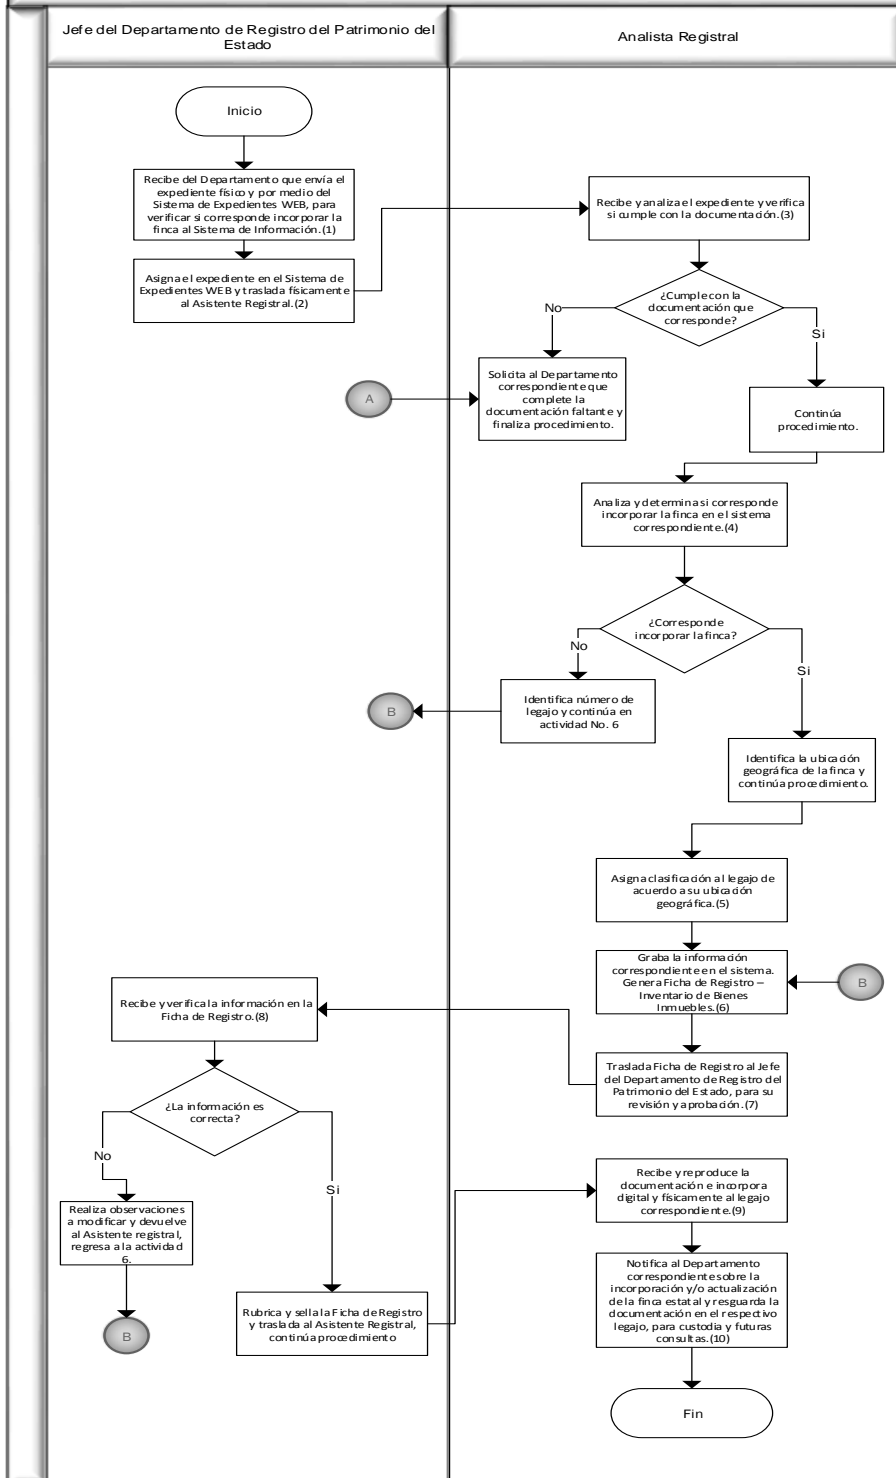 Jefe del Departamento de Registro del Patrimonio del
Estado
Analista Registral
Inicio
Recibe del Departamento que envía el
expediente físico y por medio del
Sistema de Expedientes WEB, para
verificar si corresponde incorporar la
finca al Sistema de Información.(1)
Asigna el expediente en el Sistema de
Expedientes WEB y traslada físicamente
al Asistente Registral.(2)
Recibe y analiza el expediente y verifica
si cumple con la documentación.(3)
¿Cumple con la
documentación que
corresponde?
No
Si
Solicita al Departamento
correspondiente que
complete la
documentación faltante y
finaliza procedimiento.
A
Continúa
procedimiento.
Analiza y determina si corresponde
incorporar la finca en el sistema
correspondiente.(4)
¿Corresponde
incorporar la finca?
No
Si
Identifica número de
legajo y continúa en
actividad No. 6
B
Identifica la ubicación
geográfica de la finca y
continúa procedimiento.
Asigna clasificación al legajo de
acuerdo a su ubicación
geográfica.(5)
Graba la información
correspondiente en el sistema.
Genera Ficha de Registro –
Inventario de Bienes
Inmuebles.(6)
B
Traslada Ficha de Registro al Jefe
del Departamento de Registro del
Patrimonio del Estado, para su
revisión y aprobación.(7)
Recibe y verifica la información en la
Ficha de Registro.(8)
¿La información es
correcta?
No
Si
Realiza observaciones
a modificar y devuelve
al Asistente registral,
regresa a la actividad
6.
B
Rubrica y sella la Ficha de Registro
y traslada al Asistente Registral,
continúa procedimiento
Recibe y reproduce la
documentación e incorpora
digital y físicamente al legajo
correspondiente.(9)
Notifica al Departamento
correspondiente sobre la
incorporación y/o actualización
de la finca estatal y resguarda la
documentación en el respectivo
legajo, para custodia y futuras
consultas.(10)
Fin